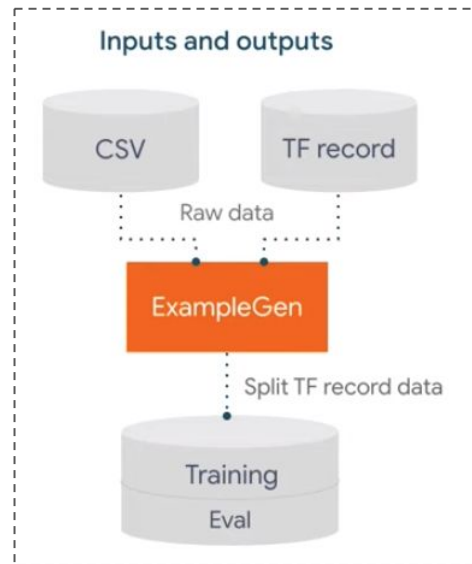 Inputs and outputs
CSV
TF record
Raw data
ExampleGen
Split TF record data
Training
Eval